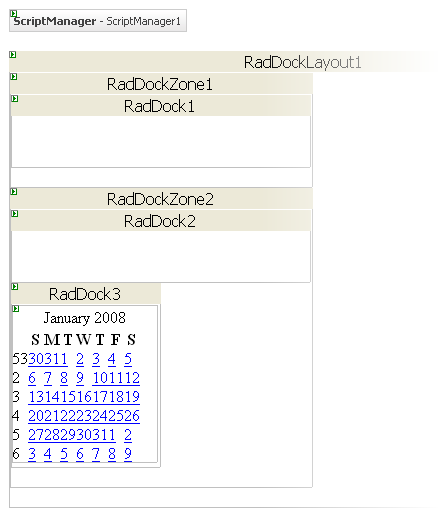 ScriptManager - ScriptManager1
RadDockLayout1
RadDockZone1
RadDock1
RadDockZone2
RadDock2
RadDock3
January 2008
S M T W T F S
53 30 31 1 2 3 4 5
2 6 7 8 9 10 11 12
3 13 14 15 16 17 18 19
4 20 21 22 23 24 25 26
5 27 28 29 30 31 1 2
6 3 4 5 6 7 8 9